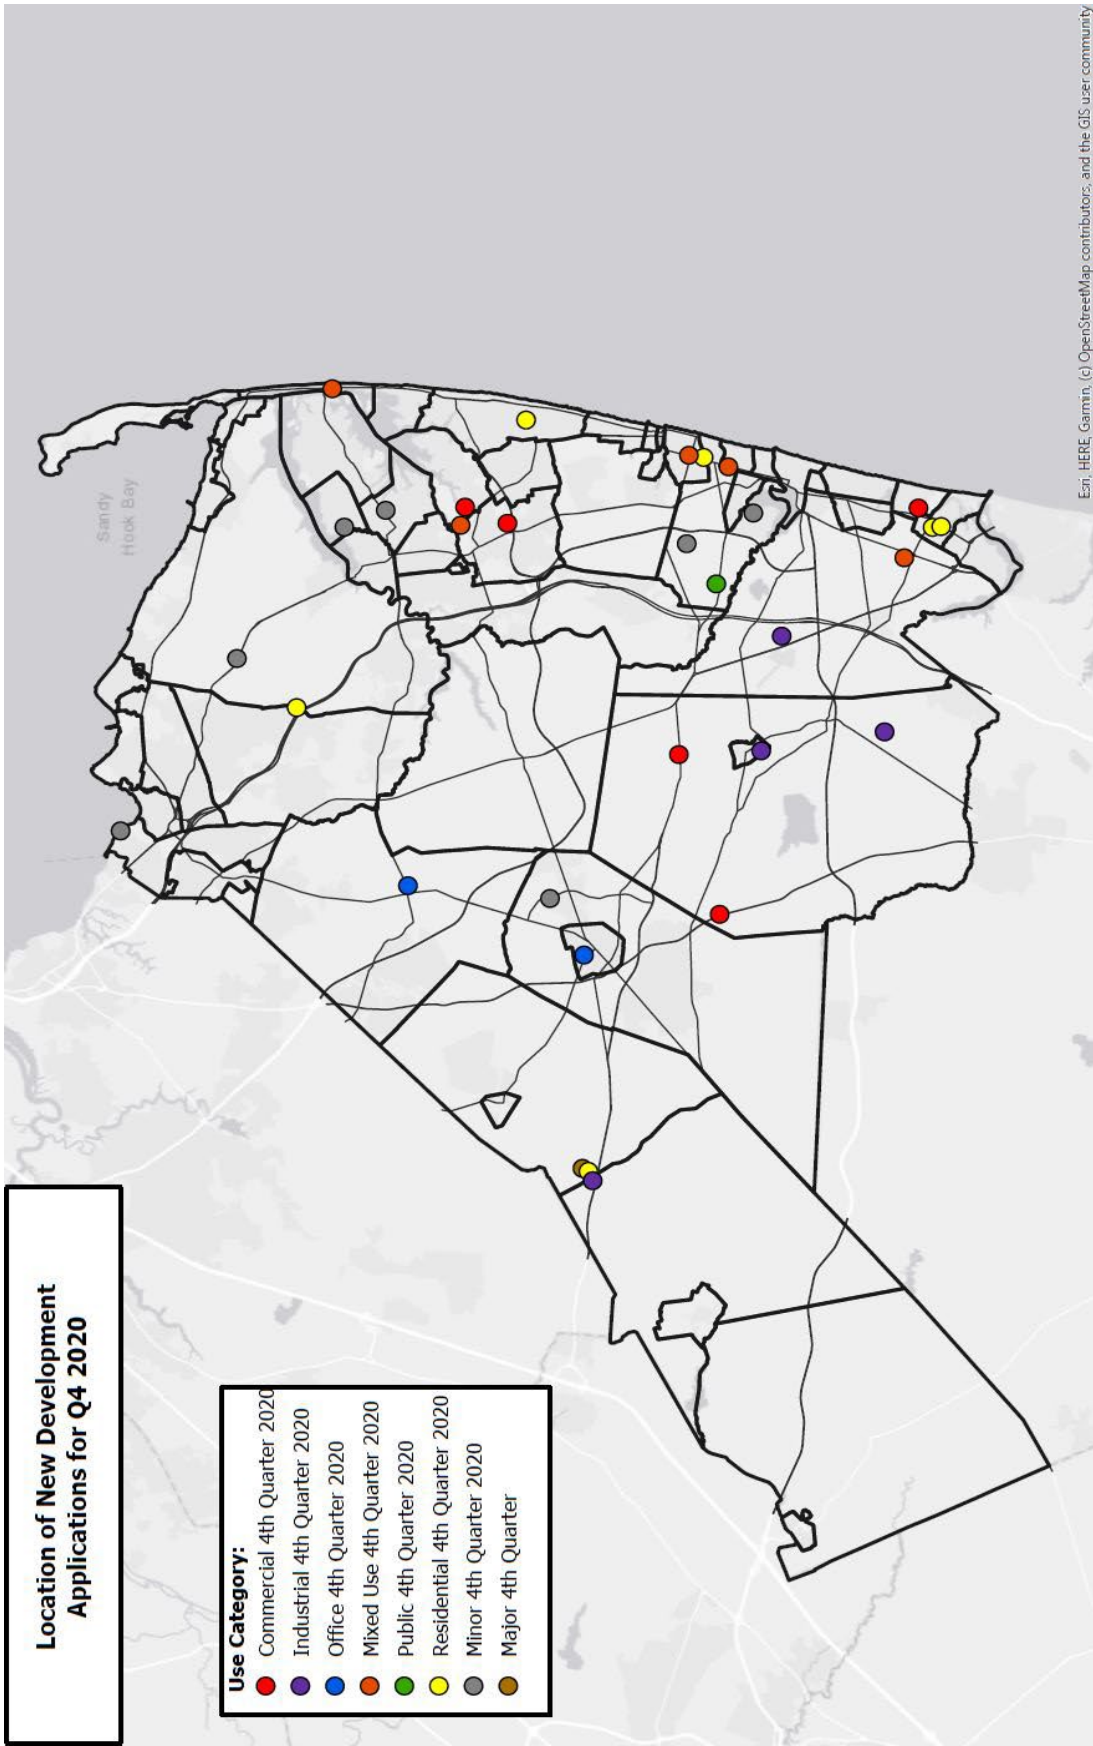 Location of New Development
Applications for Q4 2020
Use Category:
Commercial 4th Quarter 2020
Industrial 4th Quarter 2020
Office 4th Quarter 2020
Mixed Use 4th Quarter 2020
Public 4th Quarter 2020
Residential 4th Quarter 2020
Minor 4th Quarter 2020
Major 4th Quarter
Sandy
Hook Bay
Esri, HERE, Garmin, (c) OpenStreetMap contributors, and the GIS user community